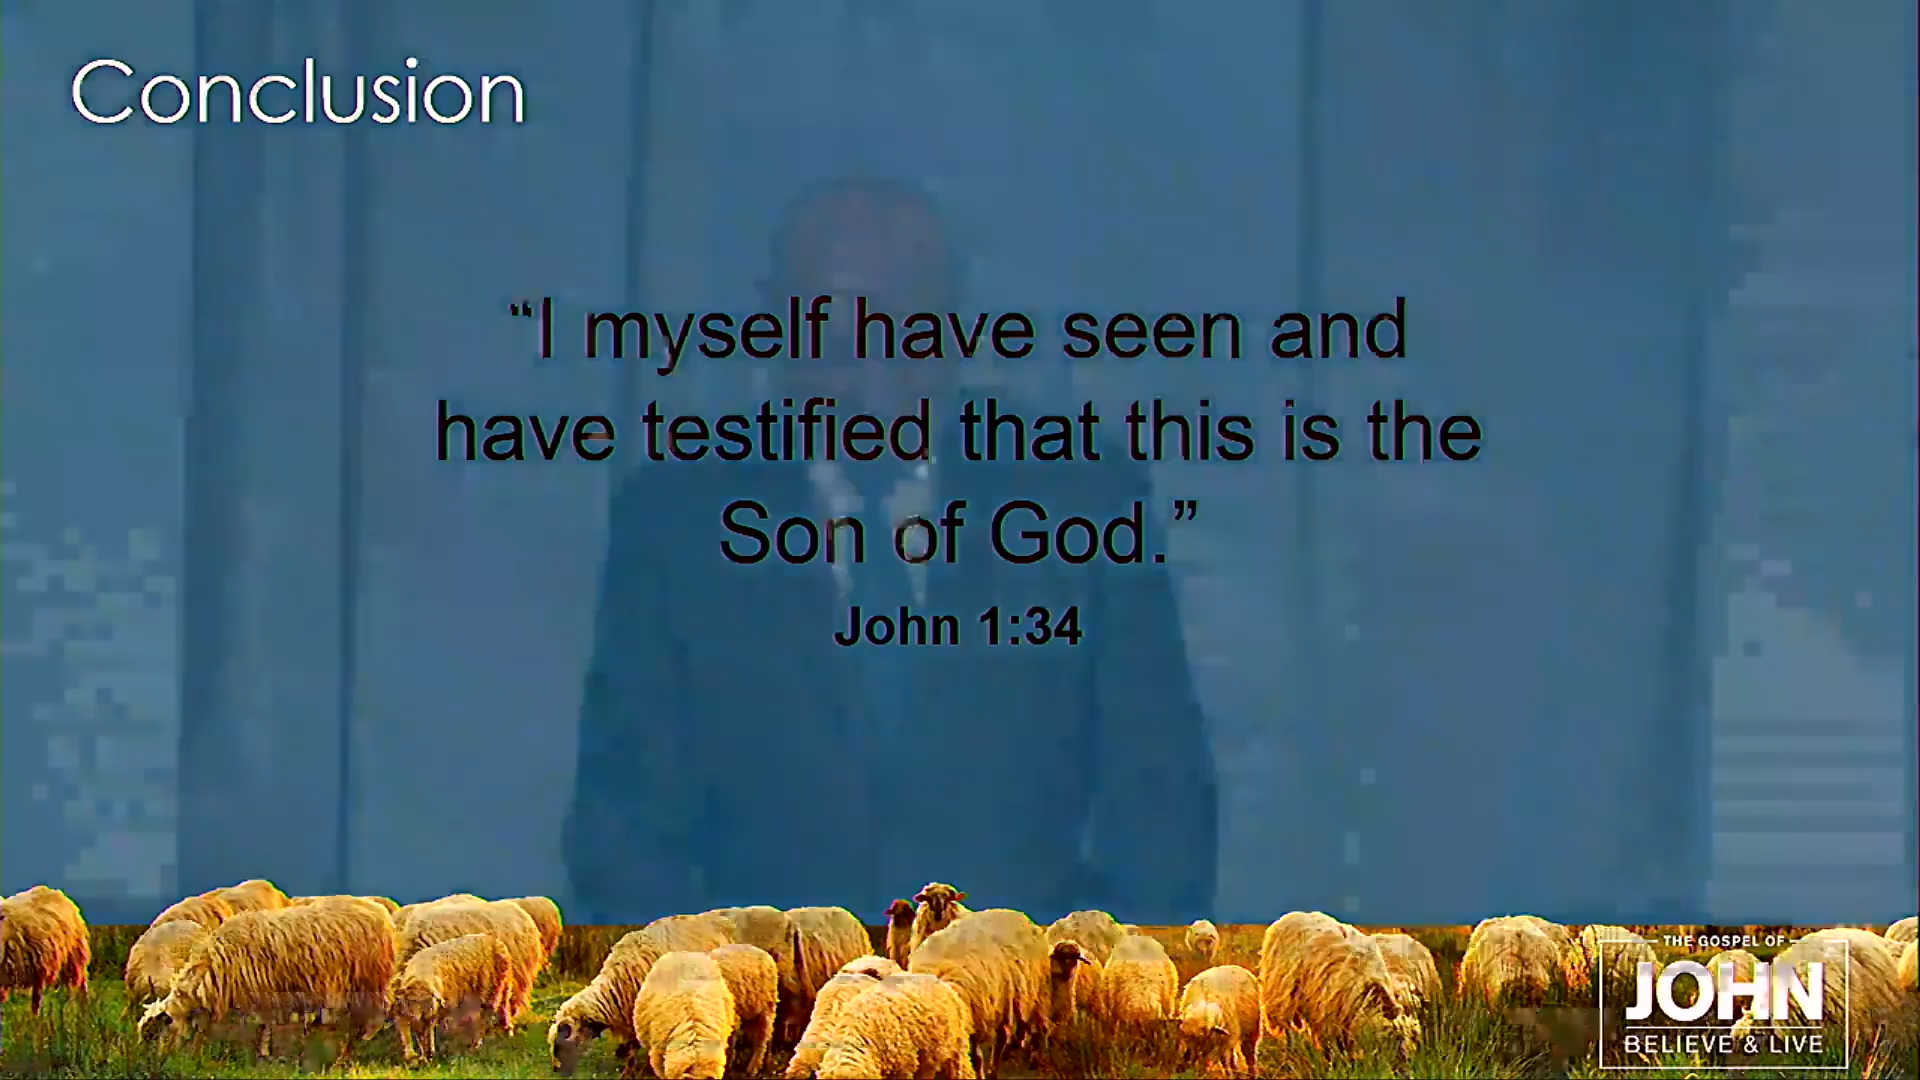 Conclusion
“I myself have seen and
have testified that this is the
Son of God.”
John 1:34
THE GOSPEL OF
JOHN
BELIEVE & LIVE